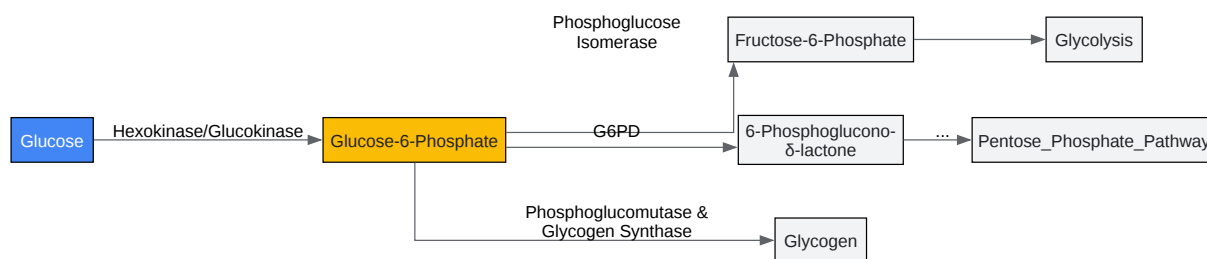 Phosphoglucose
Isomerase
Fructose-6-Phosphate
Glycolysis
Glucose
Hexokinase/Glucokinase
Glucose-6-Phosphate
G6PD
6-Phosphoglucono-
δ-lactone
...
Pentose_Phosphate_Pathway
Phosphoglucomutase &
Glycogen Synthase
Glycogen